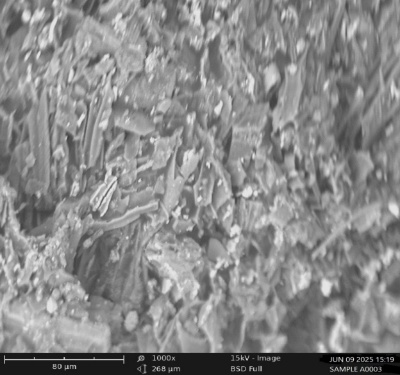 80 µm
1000x
268 µm
15kV - Image
BSD Full
JUN 09 2025 15:19
SAMPLE A0003